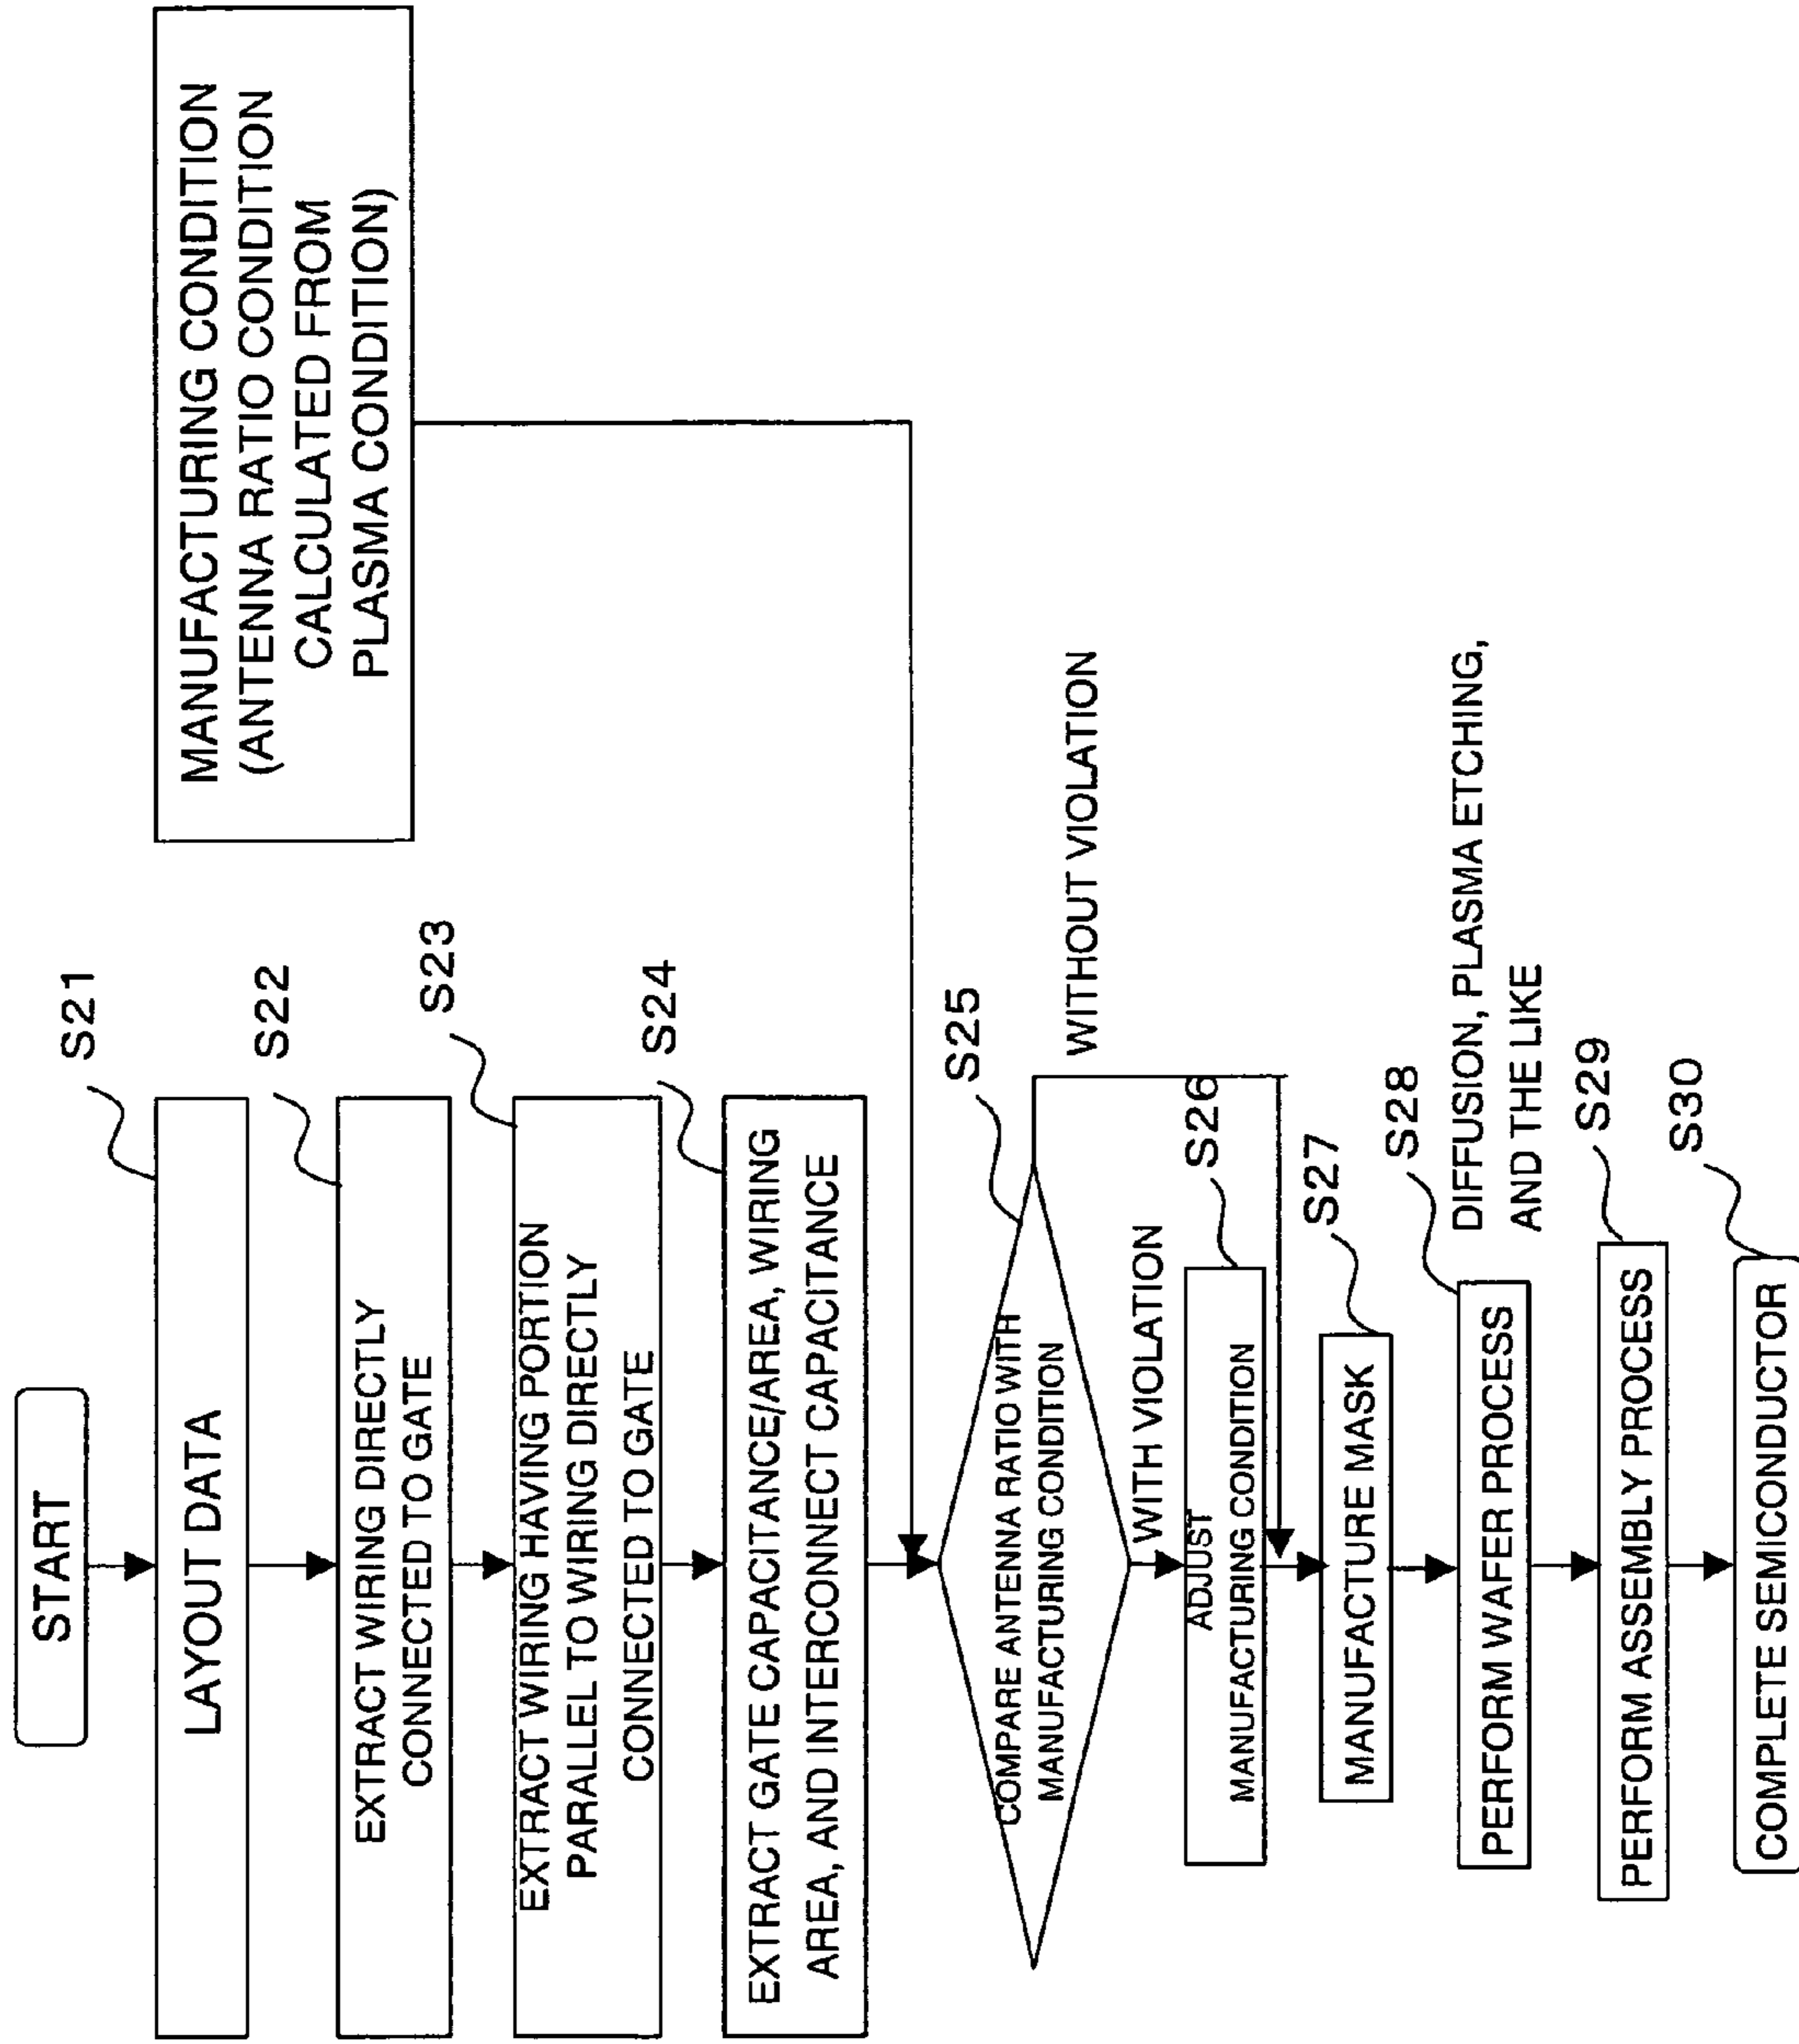 START
S21
LAYOUT DATA
S22
EXTRACT WIRING DIRECTLY
CONNECTED TO GATE
S23
EXTRACT WIRING HAVING PORTION
PARALLEL TO WIRING DIRECTLY
CONNECTED TO GATE
S24
EXTRACT GATE CAPACITANCE/AREA, WIRING
AREA, AND INTERCONNECT CAPACITANCE
MANUFACTURING CONDITION
(ANTENNA RATIO CONDITION
CALCULATED FROM
PLASMA CONDITION)
S25
COMPARE ANTENNA RATIO WITH
MANUFACTURING CONDITION
WITHOUT VIOLATION
WITH VIOLATION
S26
ADJUST
MANUFACTURING CONDITION
S27
MANUFACTURE MASK
S28
PERFORM WAFER PROCESS
DIFFUSION, PLASMA ETCHING,
AND THE LIKE
S29
PERFORM ASSEMBLY PROCESS
S30
COMPLETE SEMICONDUCTOR